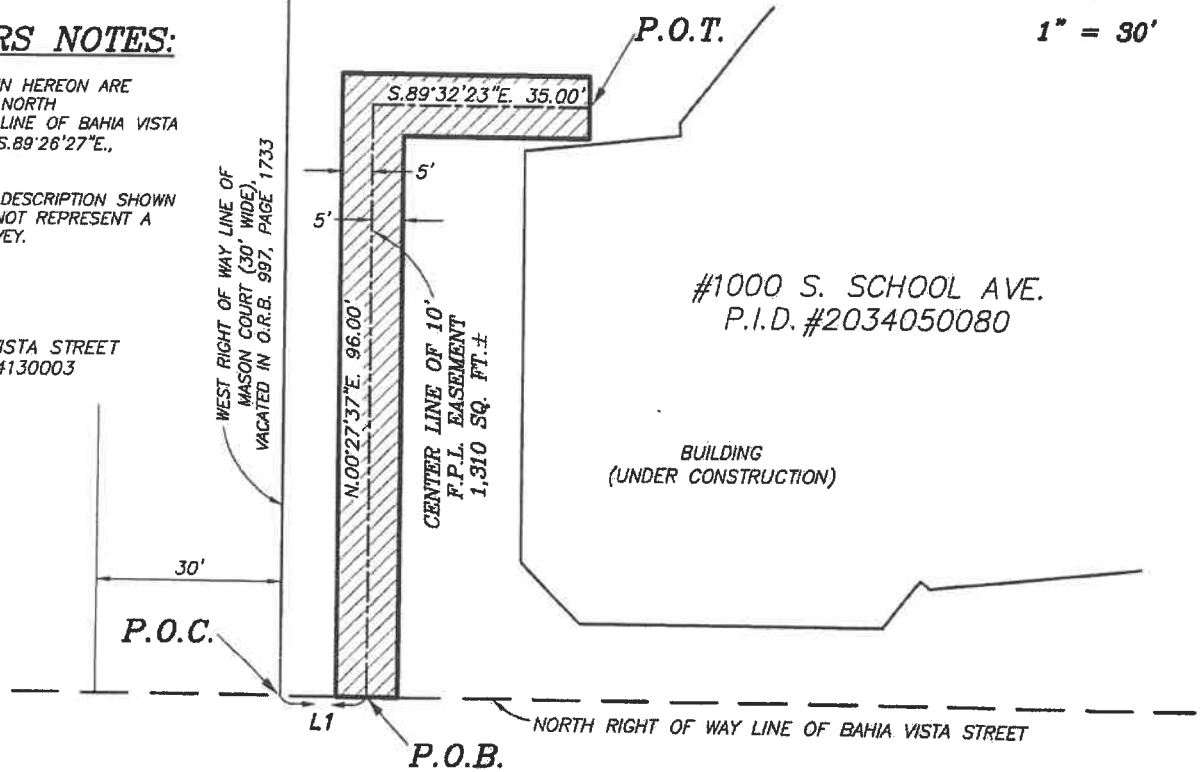 RS NOTES:
N HEREON ARE
NORTH
LINE OF BAHIA VISTA
S.89°26'27"E.,
DESCRIPTION SHOWN
NOT REPRESENT A
VEY.
ISTA STREET
4130003
P.O.T.
1" = 30'
S.89°32'23"E. 35.00'
5'
5'
WEST RIGHT OF WAY LINE OF
MASON COURT (30' WIDE),
VACATED IN O.R.B. 997, PAGE 1733
N.00°27'37"E. 96.00'
CENTER LINE OF 10'
F.P.L. EASEMENT
1,310 SQ. FT.±
#1000 S. SCHOOL AVE.
P.I.D. #2034050080
BUILDING
(UNDER CONSTRUCTION)
30'
P.O.C.
L1
P.O.B.
NORTH RIGHT OF WAY LINE OF BAHIA VISTA STREET